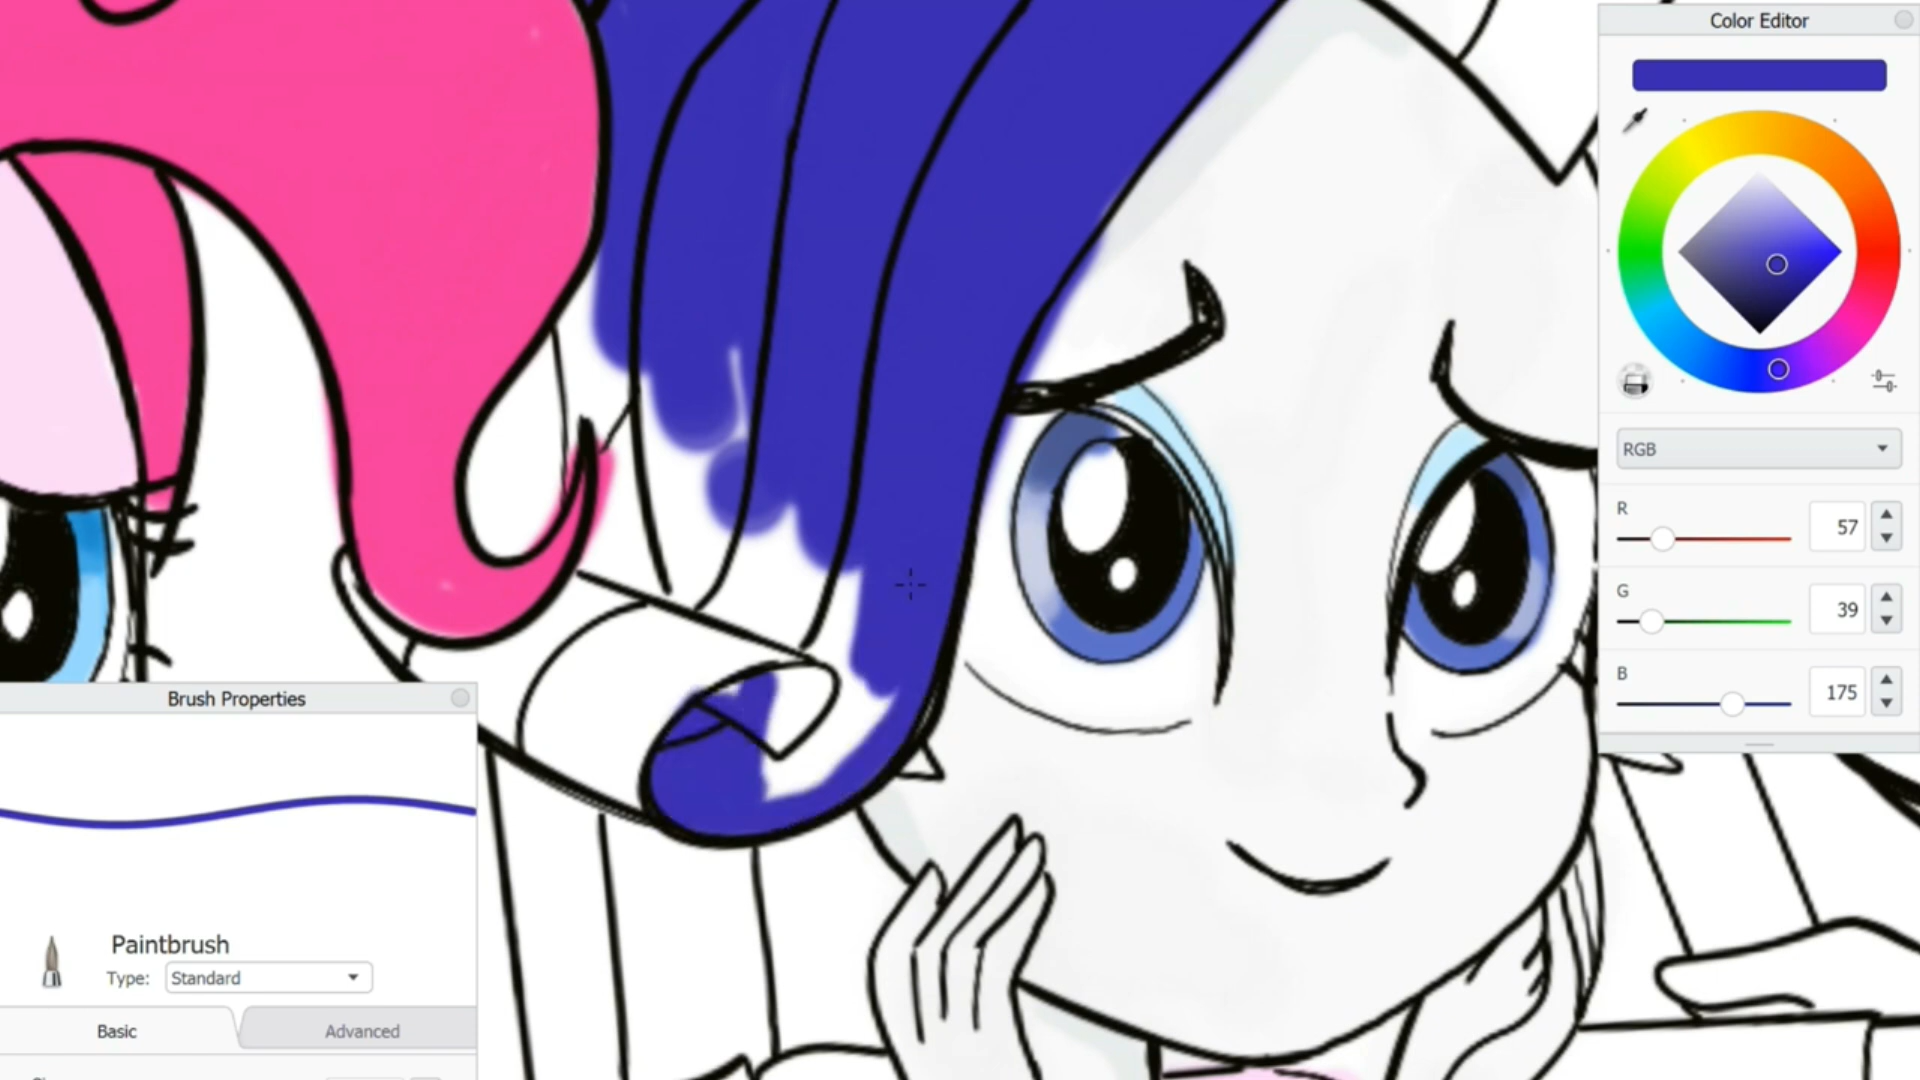 Color Editor
RGB
R
57
G
39
B
175
Brush Properties
Paintbrush
Type: Standard
Basic
Advanced